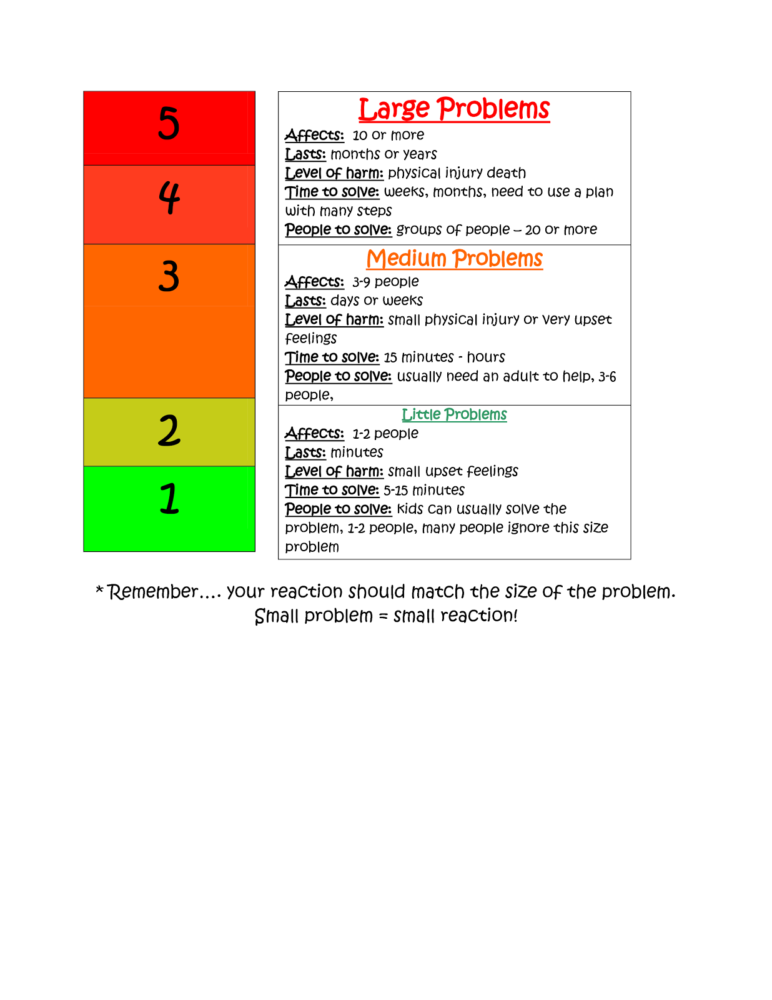 5
4
3
2
1
Large Problems
Affects: 10 or more
Lasts: months or years
Level of harm: physical injury death
Time to solve: weeks, months, need to use a plan
with many steps
People to solve: groups of people – 20 or more
Medium Problems
Affects: 3-9 people
Lasts: days or weeks
Level of harm: small physical injury or very upset
feelings
Time to solve: 15 minutes - hours
People to solve: usually need an adult to help, 3-6
people,
Little Problems
Affects: 1-2 people
Lasts: minutes
Level of harm: small upset feelings
Time to solve: 5-15 minutes
People to solve: kids can usually solve the
problem, 1-2 people, many people ignore this size
problem
* Remember.... your reaction should match the size of the problem.
Small problem = small reaction!